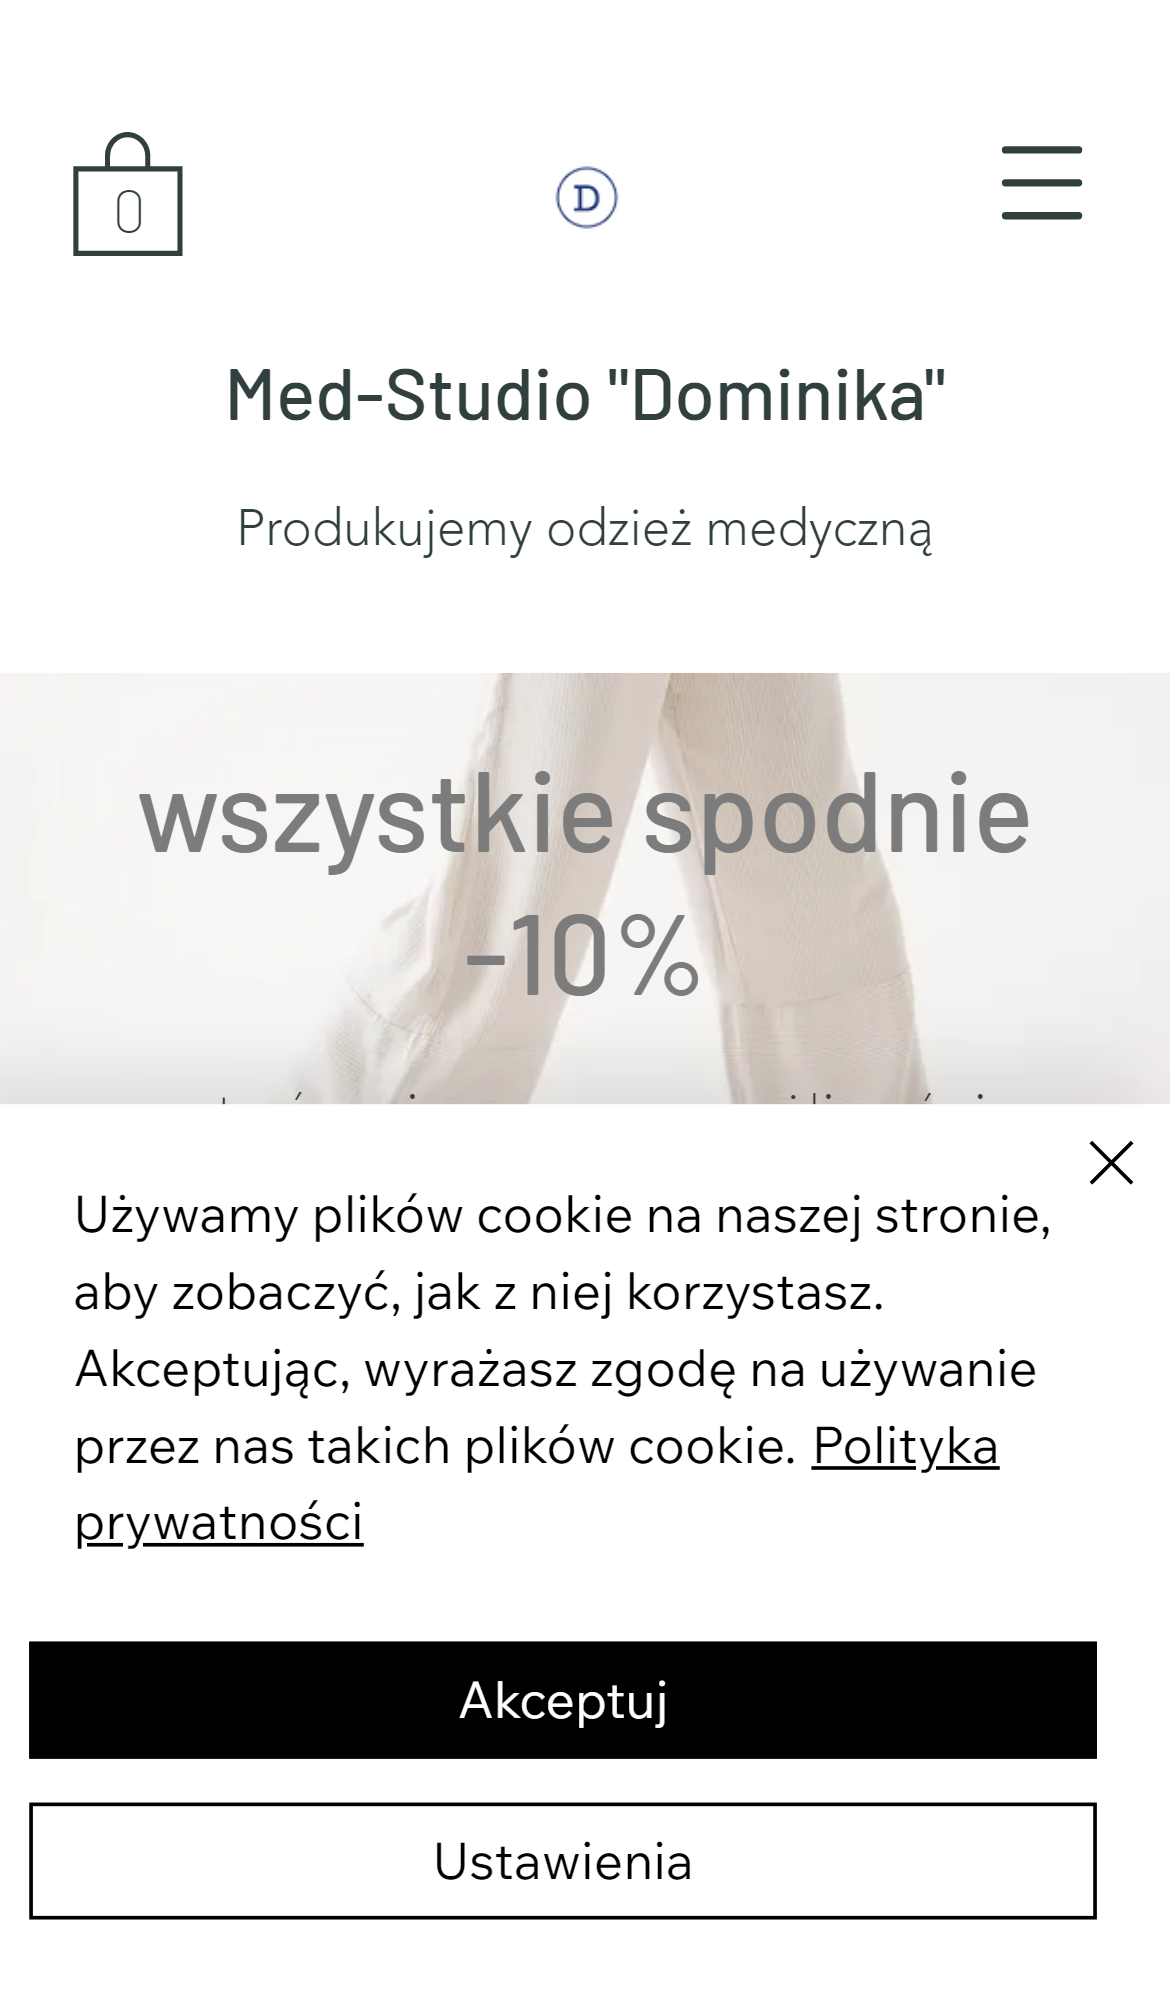 0
D
Med-Studio "Dominika"
Produkujemy odzież medyczną
wszystkie spodnie
-10%
Używamy plików cookie na naszej stronie,
aby zobaczyć, jak z niej korzystasz.
Akceptując, wyrażasz zgodę na używanie
przez nas takich plików cookie. Polityka
prywatności
Akceptuj
Ustawienia